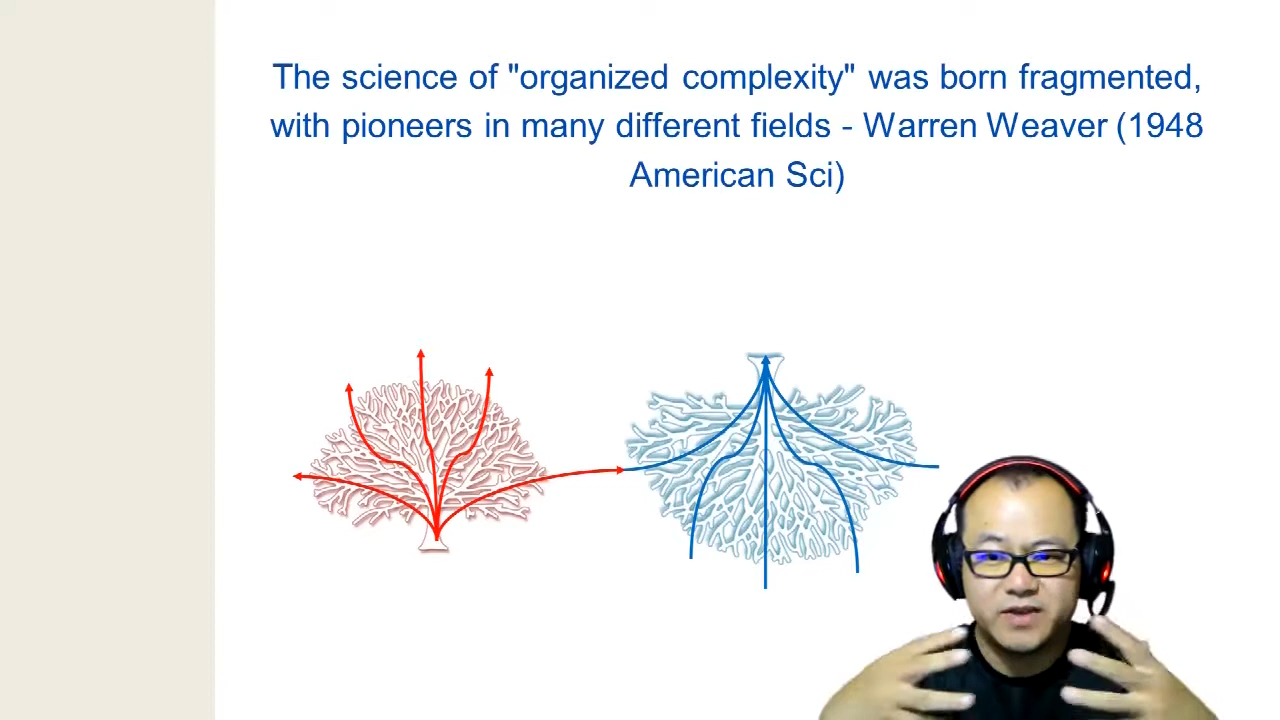 The science of "organized complexity" was born fragmented,
with pioneers in many different fields - Warren Weaver (1948
American Sci)